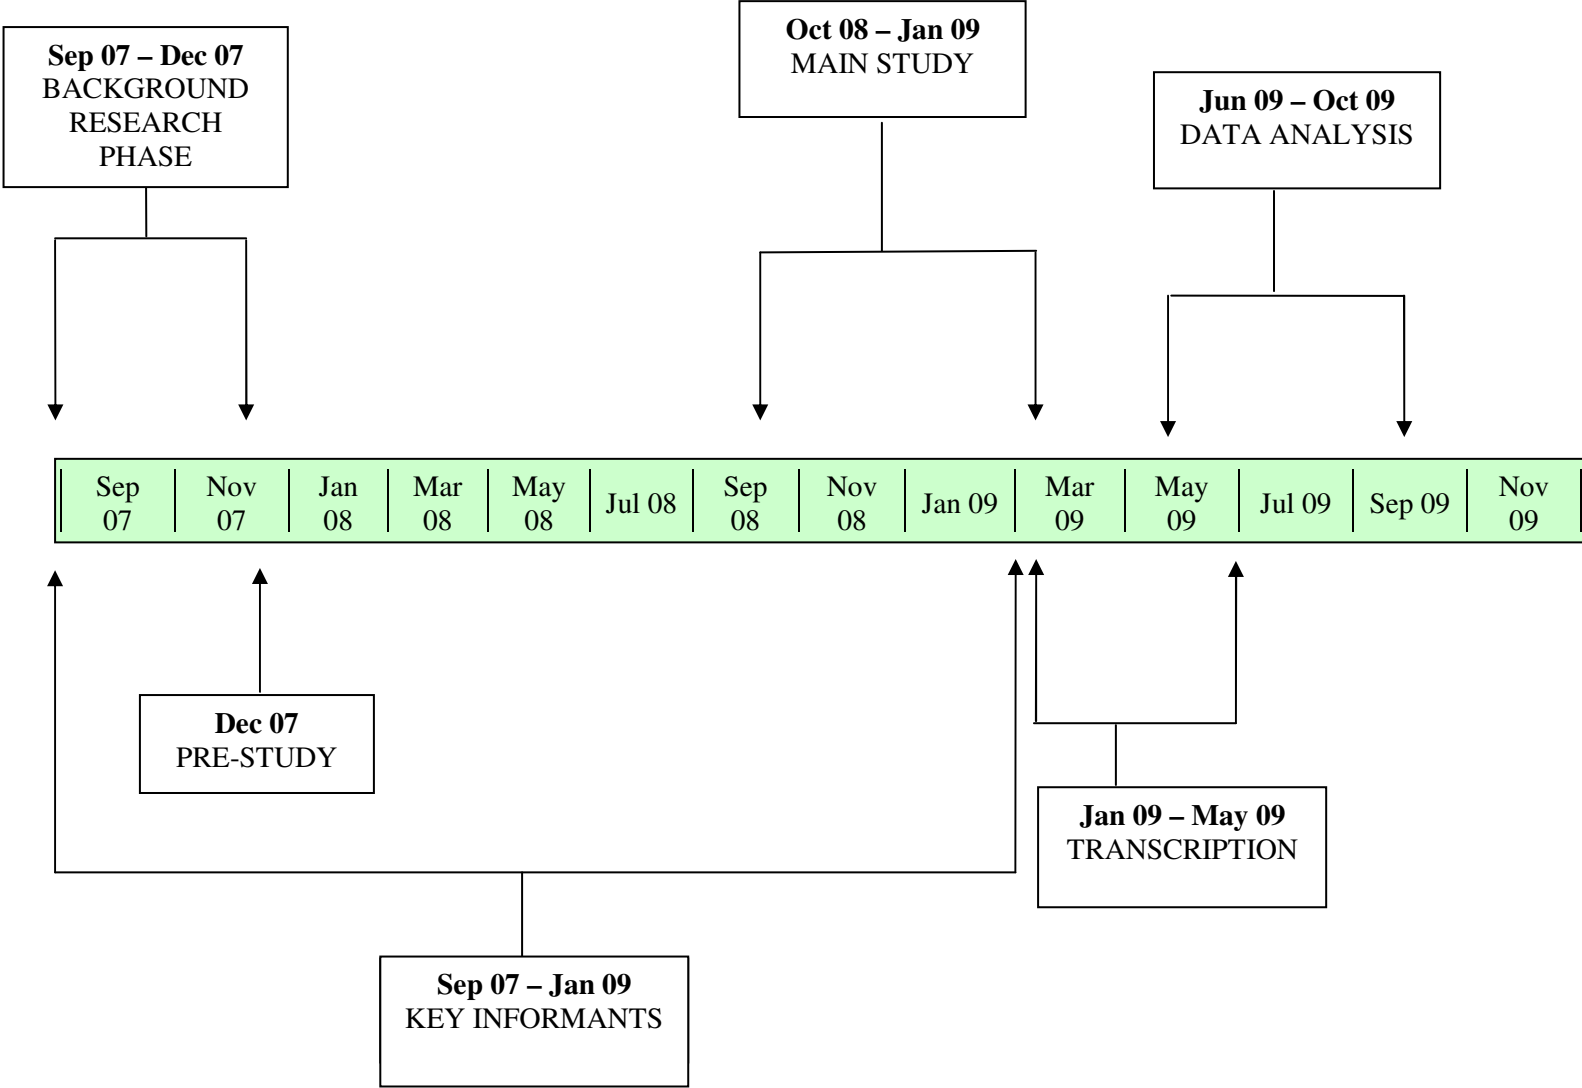 Sep 07 – Dec 07
BACKGROUND
RESEARCH
PHASE
Oct 08 – Jan 09
MAIN STUDY
Jun 09 – Oct 09
DATA ANALYSIS
Sep
07
Nov
07
Jan
08
Mar
08
May
08
Jul 08
Sep
08
Nov
08
Jan 09
Mar
09
May
09
Jul 09
Sep 09
Nov
09
Dec 07
PRE-STUDY
Jan 09 – May 09
TRANSCRIPTION
Sep 07 – Jan 09
KEY INFORMANTS